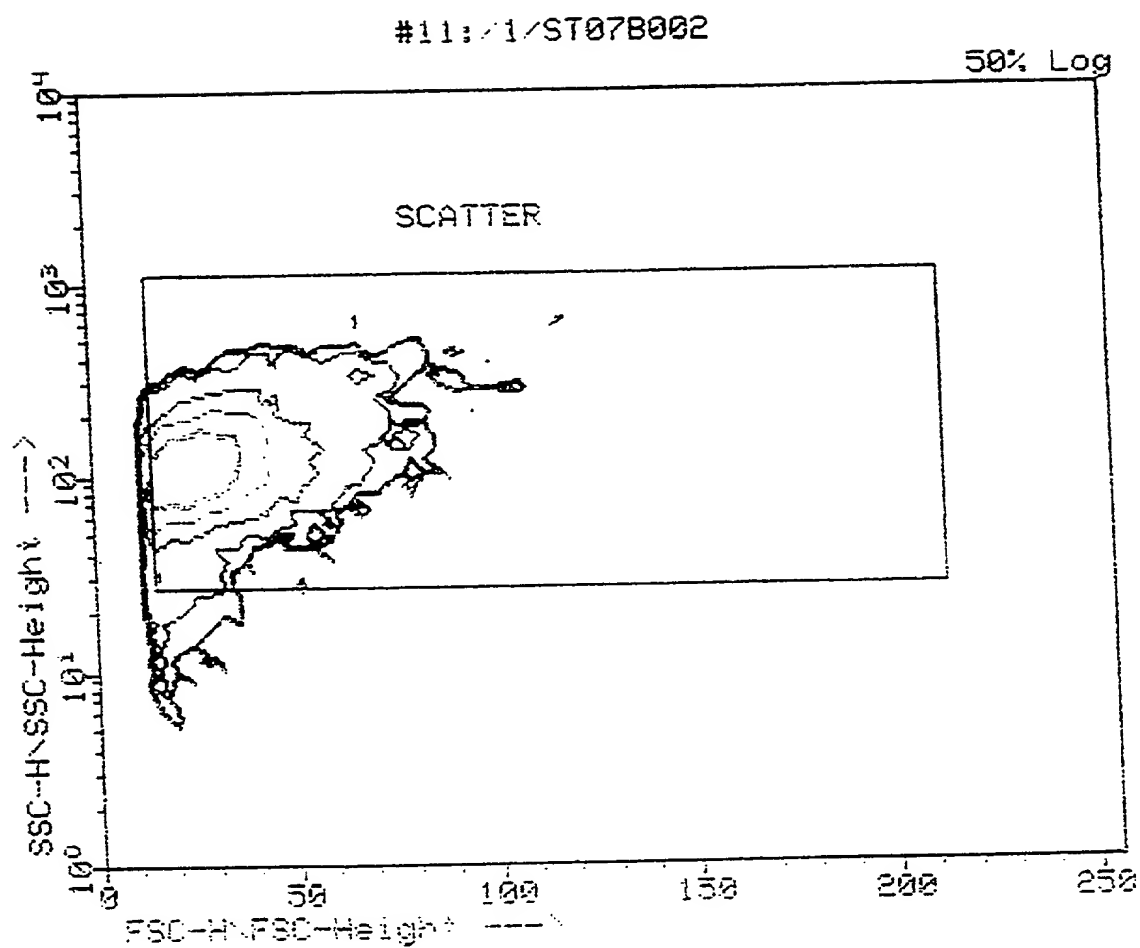 #11:/1/ST07B002
50% Log
SCATTER
10⁴
10³
10²
10¹
10⁰
SSC-H\SSC-Height --->
0 50 100 150 200 250
FSC-H\FSC-Height --->